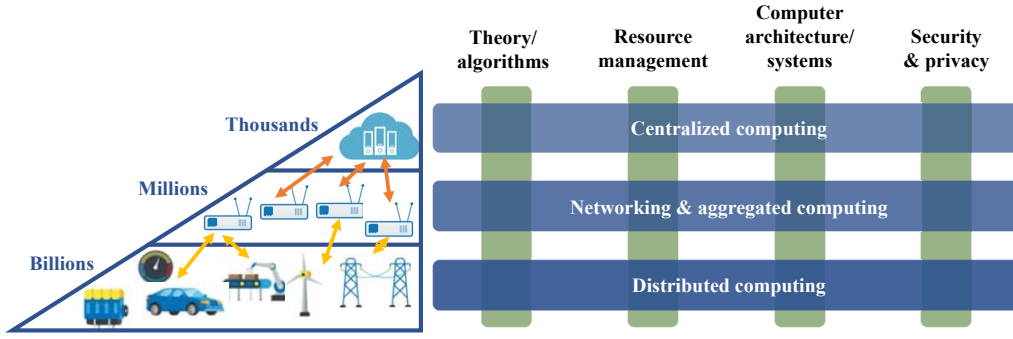 Theory/
algorithms
Resource
management
Computer
architecture/
systems
Security
& privacy
Thousands
Centralized computing
Millions
Networking & aggregated computing
Billions
Distributed computing